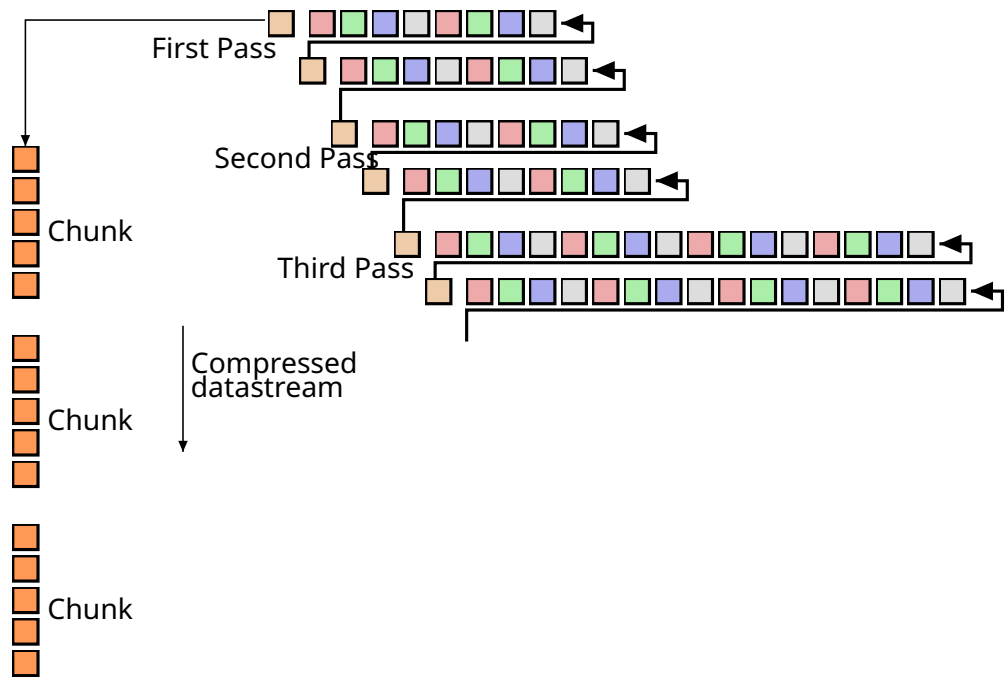 First Pass
Second Pass
Chunk
Third Pass
Compressed
datastream
Chunk
Chunk